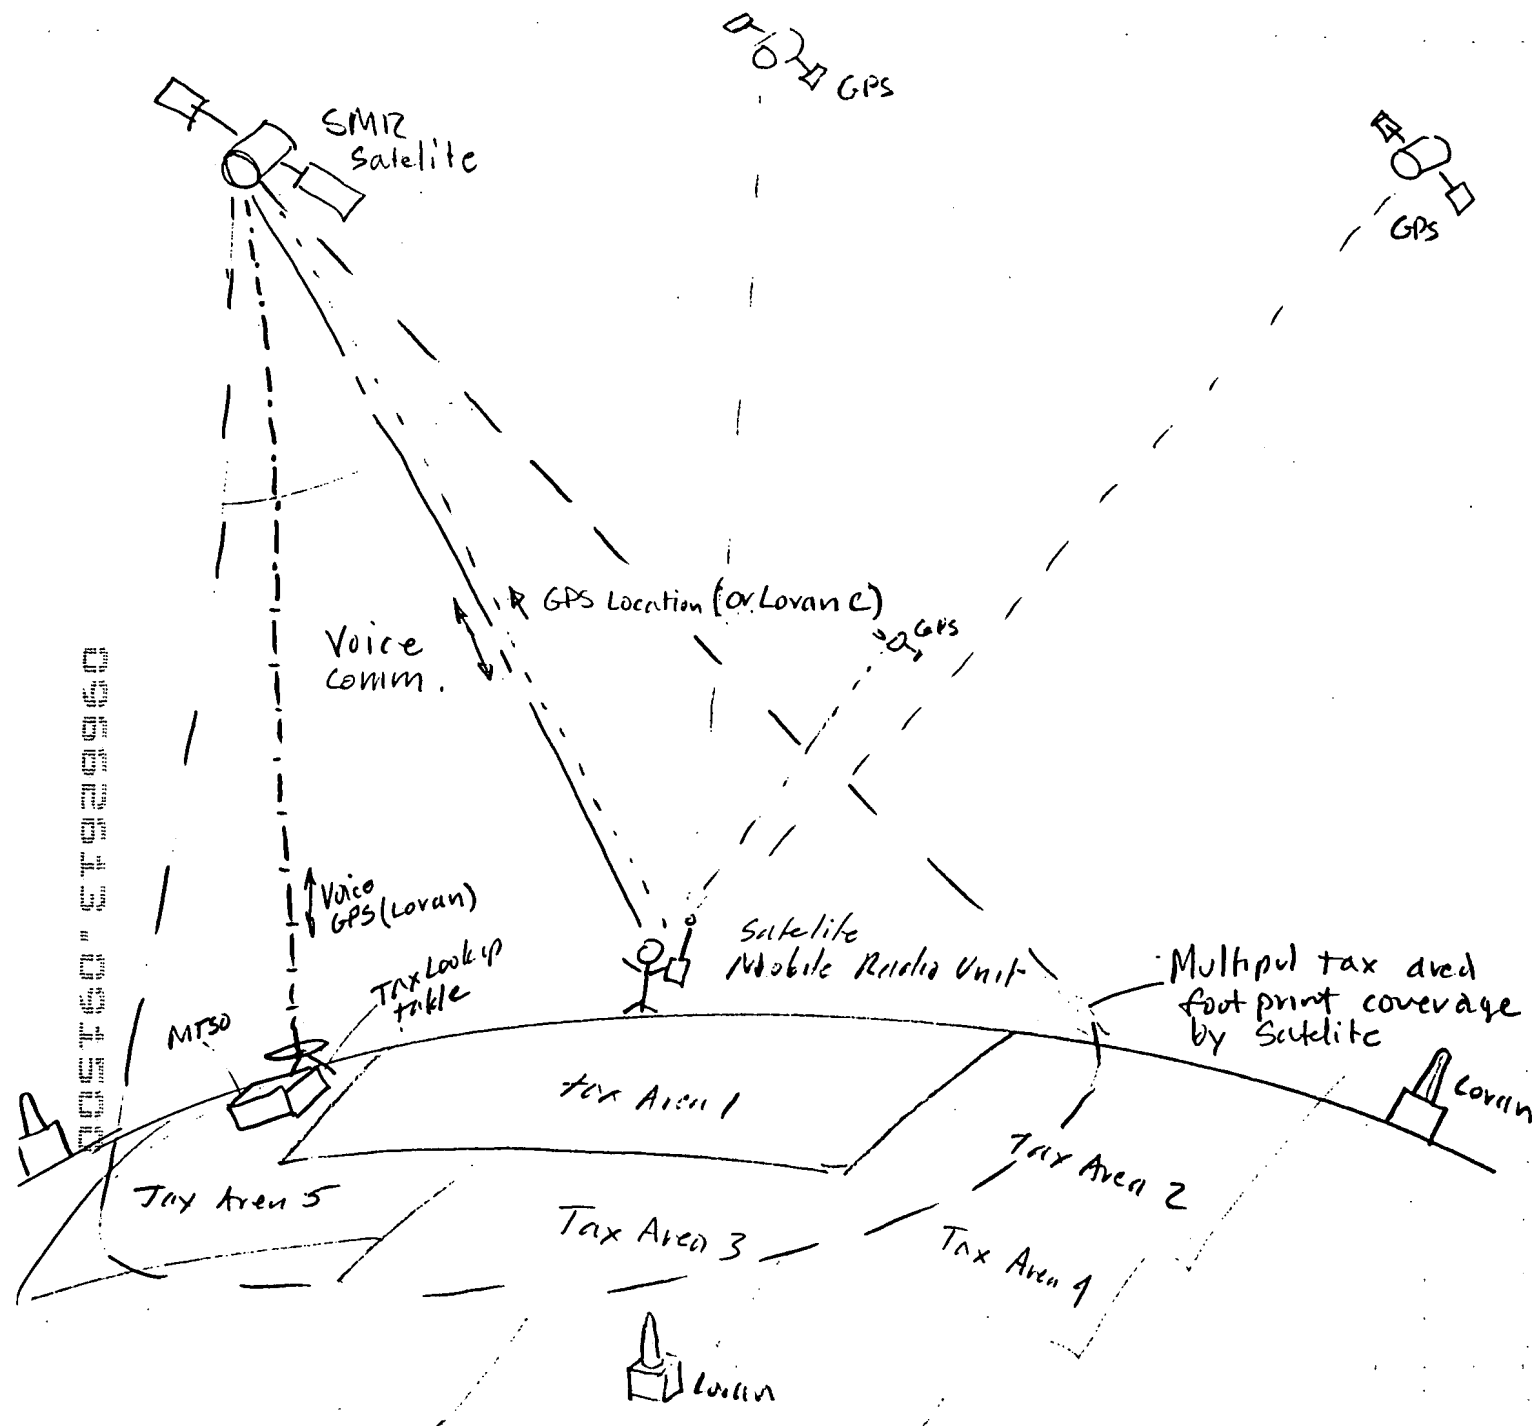 GPS
SMR
Satelite
GPS
GPS Location (or Loran C)
GPS
Voice
Comm.
Voice
GPS (Loran)
Tax Lookup
table
Satelite
Mobile Radio Unit
Multipul tax area
foot print coverage
by Satelite
MTSO
Loran
tax Area 1
Tax Area 2
Tax Area 5
Tax Area 3
Tax Area 4
Loran